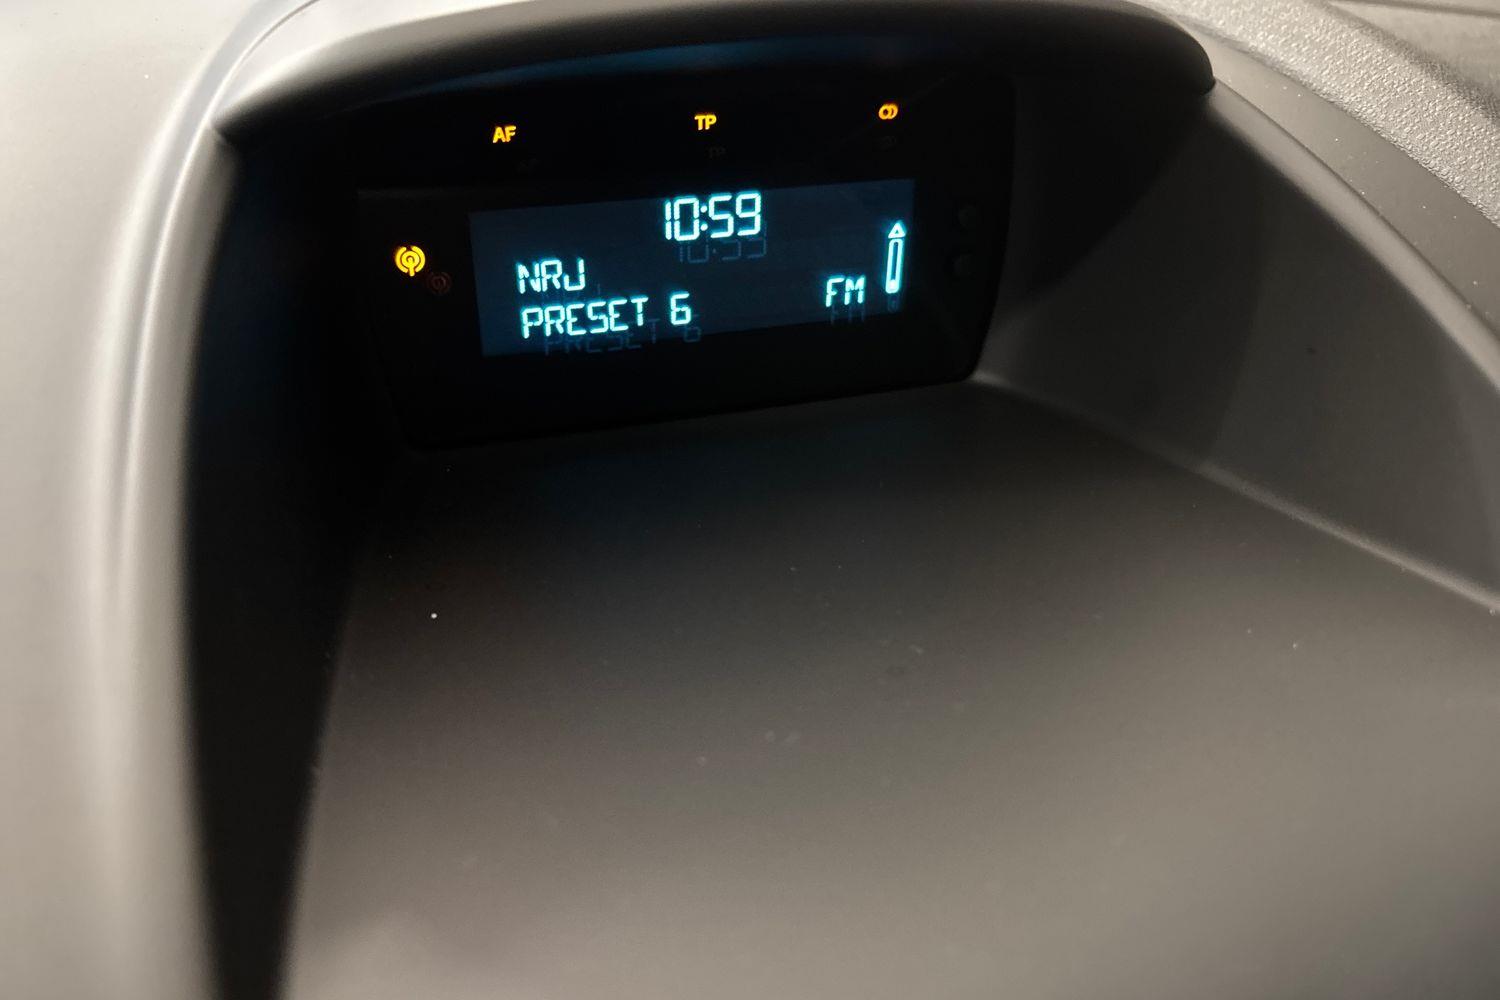 AF TP
10:59
NRJ
PRESET 6 FM